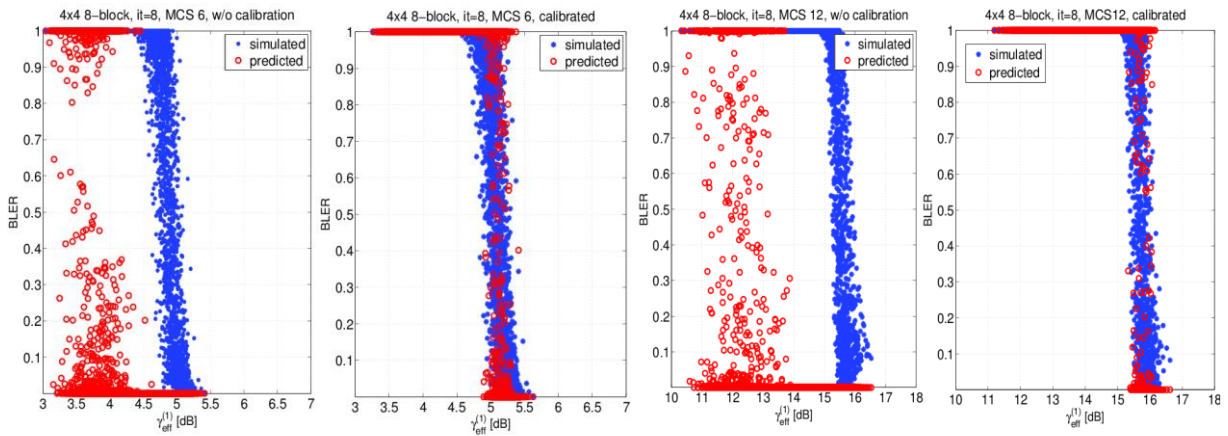 4x4 8-block, it=8, MCS 6, w/o calibration
simulated
predicted
1
0.9
0.8
0.7
0.6
0.5
0.4
0.3
0.2
0.1
BLER
3 3.5 4 4.5 5 5.5 6 6.5 7
γeff(1) [dB]
4x4 8-block, it=8, MCS 6, calibrated
simulated
predicted
1
0.9
0.8
0.7
0.6
0.5
0.4
0.3
0.2
0.1
BLER
3 3.5 4 4.5 5 5.5 6 6.5 7
γeff(1) [dB]
4x4 8-block, it=8, MCS 12, w/o calibration
simulated
predicted
1
0.9
0.8
0.7
0.6
0.5
0.4
0.3
0.2
0.1
BLER
10 11 12 13 14 15 16 17 18
γeff(1) [dB]
4x4 8-block, it=8, MCS12, calibrated
simulated
predicted
1
0.9
0.8
0.7
0.6
0.5
0.4
0.3
0.2
0.1
BLER
10 11 12 13 14 15 16 17 18
γeff(1) [dB]